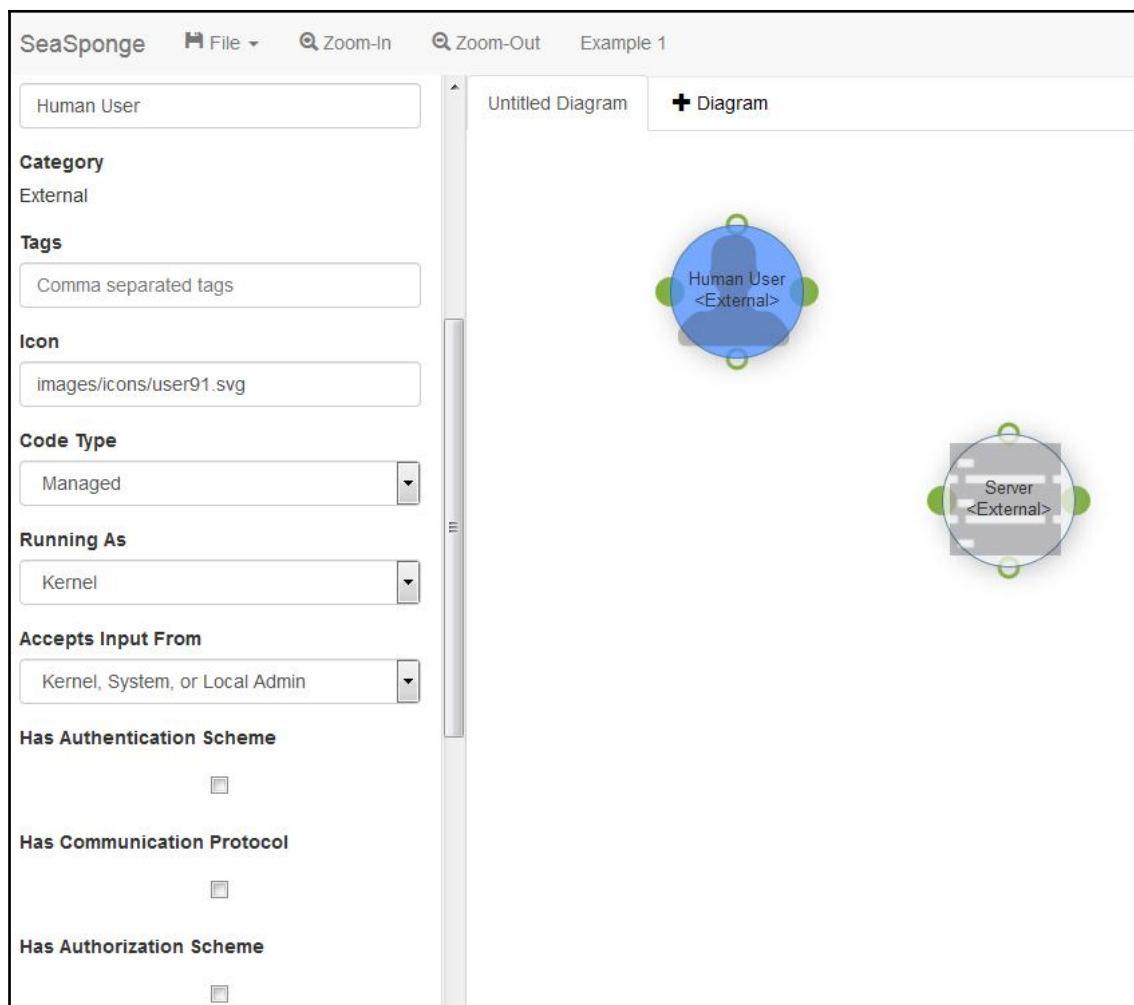 SeaSponge File Zoom-In Zoom-Out Example 1
Human User
Category
External
Tags
Comma separated tags
Icon
images/icons/user91.svg
Code Type
Managed
Running As
Kernel
Accepts Input From
Kernel, System, or Local Admin
Has Authentication Scheme
Has Communication Protocol
Has Authorization Scheme
Untitled Diagram Diagram
Human User
<External>
Server
<External>